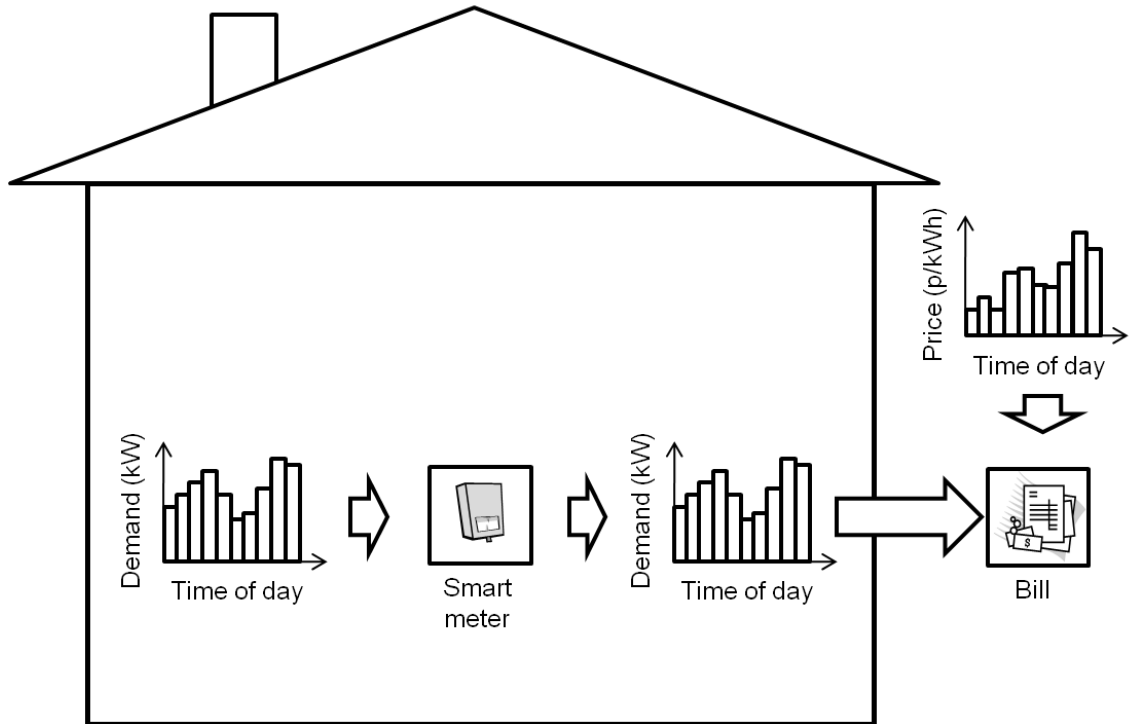 Price (p/kWh)
Time of day
Demand (kW)
Time of day
Smart
meter
Demand (kW)
Time of day
$
Bill